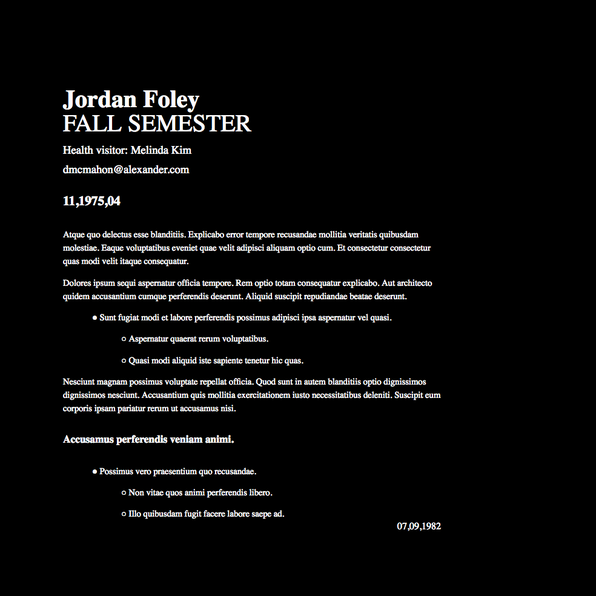 Jordan Foley
FALL SEMESTER
Health visitor: Melinda Kim
dmcmahon@alexander.com
11,1975,04
Atque quo delectus esse blanditiis. Explicabo error tempore recusandae mollitia veritatis quibusdam
molestiae. Eaque voluptatibus eveniet quae velit adipisci aliquam optio cum. Et consectetur consectetur
quas modi velit itaque consequatur.
Dolores ipsum sequi aspernatur officia tempore. Rem optio totam consequatur explicabo. Aut architecto
quidem accusantium cumque perferendis deserunt. Aliquid suscipit repudiandae beatae deserunt.
● Sunt fugiat modi et labore perferendis possimus adipisci ipsa aspernatur vel quasi.
○ Aspernatur quaerat rerum voluptatibus.
○ Quasi modi aliquid iste sapiente tenetur hic quas.
Nesciunt magnam possimus voluptate repellat officia. Quod sunt in autem blanditiis optio dignissimos
dignissimos nesciunt. Accusantium quis mollitia exercitationem iusto necessitatibus deleniti. Suscipit eum
corporis ipsam pariatur rerum ut accusamus nisi.
Accusamus perferendis veniam animi.
● Possimus vero praesentium quo recusandae.
○ Non vitae quos animi perferendis libero.
○ Illo quibusdam fugit facere labore saepe ad.
07,09,1982